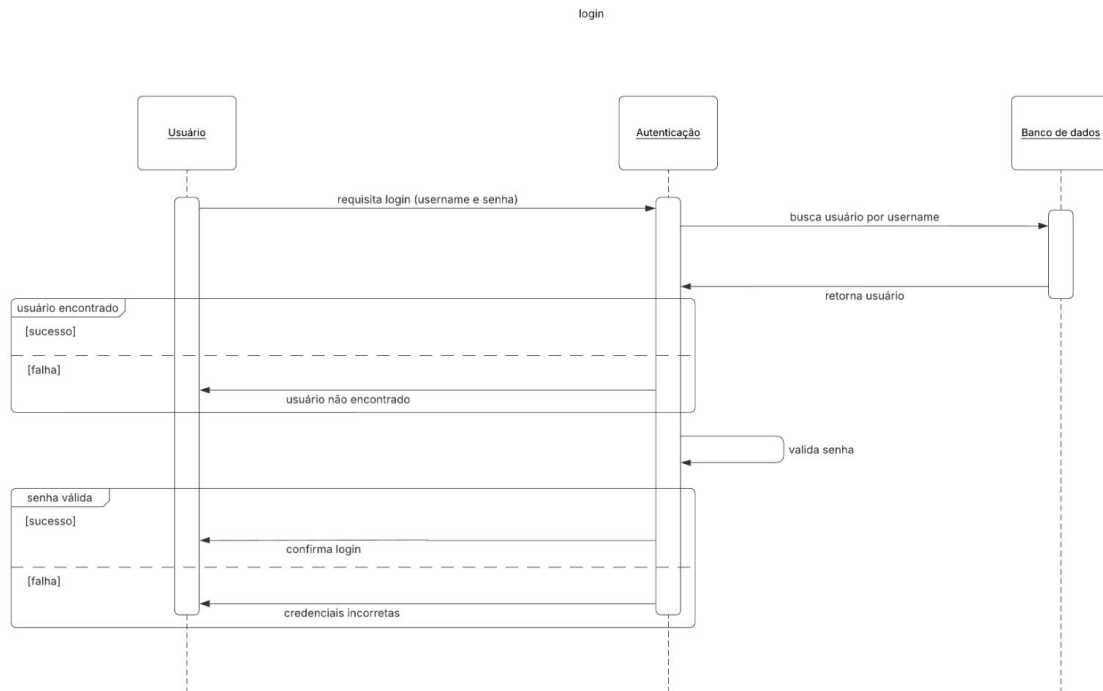 login
Usuário
Autenticação
Banco de dados
requisita login (username e senha)
busca usuário por username
retorna usuário
usuário encontrado
[sucesso]
[falha]
usuário não encontrado
valida senha
senha válida
[sucesso]
confirma login
[falha]
credenciais incorretas